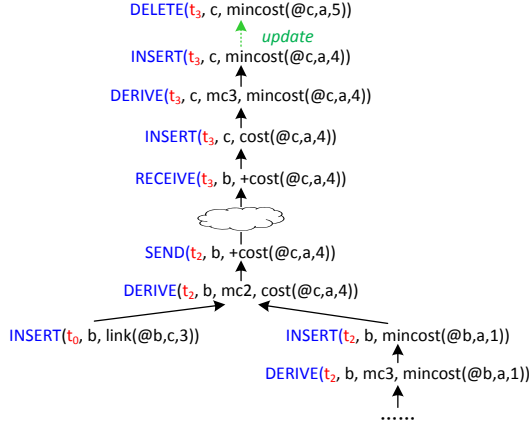 DELETE(t3, c, mincost(@c,a,5))
update
INSERT(t3, c, mincost(@c,a,4))
DERIVE(t3, c, mc3, mincost(@c,a,4))
INSERT(t3, c, cost(@c,a,4))
RECEIVE(t3, b, +cost(@c,a,4))
SEND(t2, b, +cost(@c,a,4))
DERIVE(t2, b, mc2, cost(@c,a,4))
INSERT(t0, b, link(@b,c,3))
INSERT(t2, b, mincost(@b,a,1))
DERIVE(t2, b, mc3, mincost(@b,a,1))
……